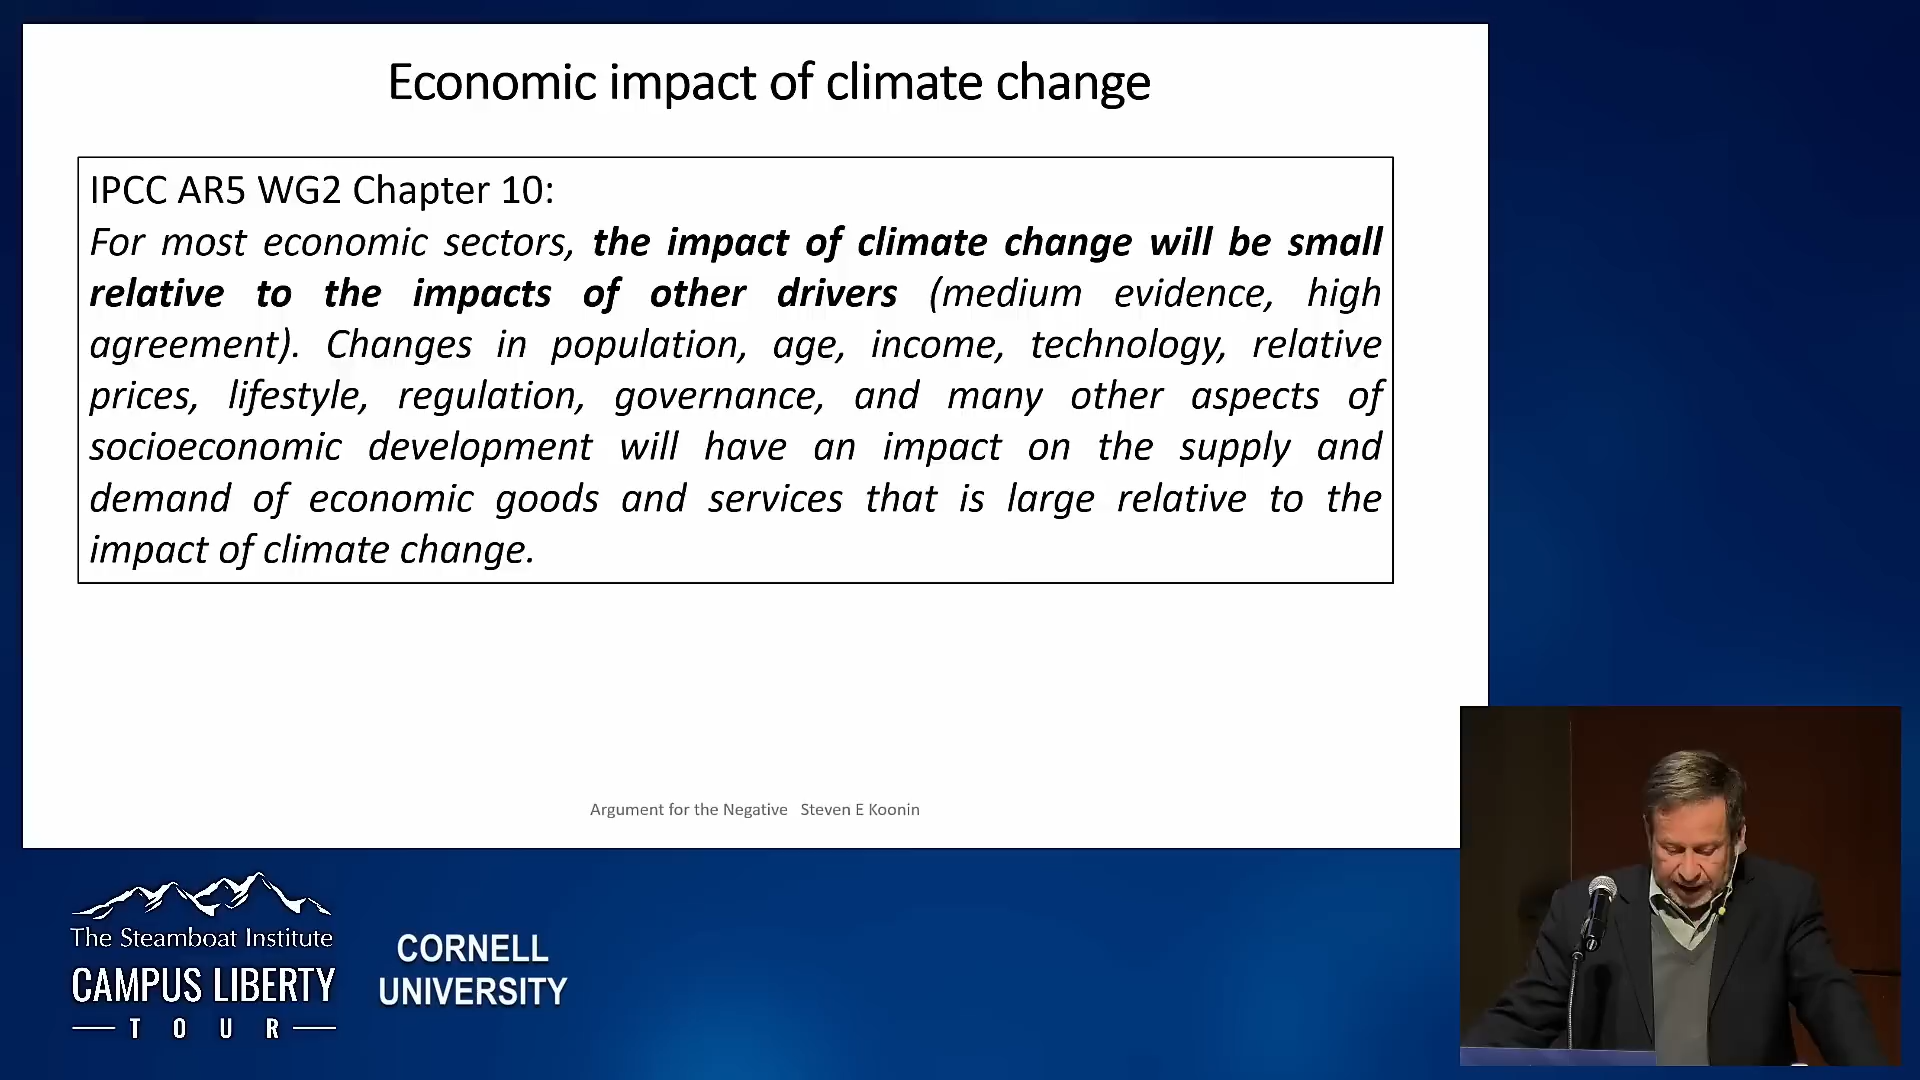 Economic impact of climate change
IPCC AR5 WG2 Chapter 10:
For most economic sectors, the impact of climate change will be small
relative to the impacts of other drivers (medium evidence, high
agreement). Changes in population, age, income, technology, relative
prices, lifestyle, regulation, governance, and many other aspects of
socioeconomic development will have an impact on the supply and
demand of economic goods and services that is large relative to the
impact of climate change.
Argument for the Negative Steven E Koonin
The Steamboat Institute
CAMPUS LIBERTY
TOUR
CORNELL
UNIVERSITY